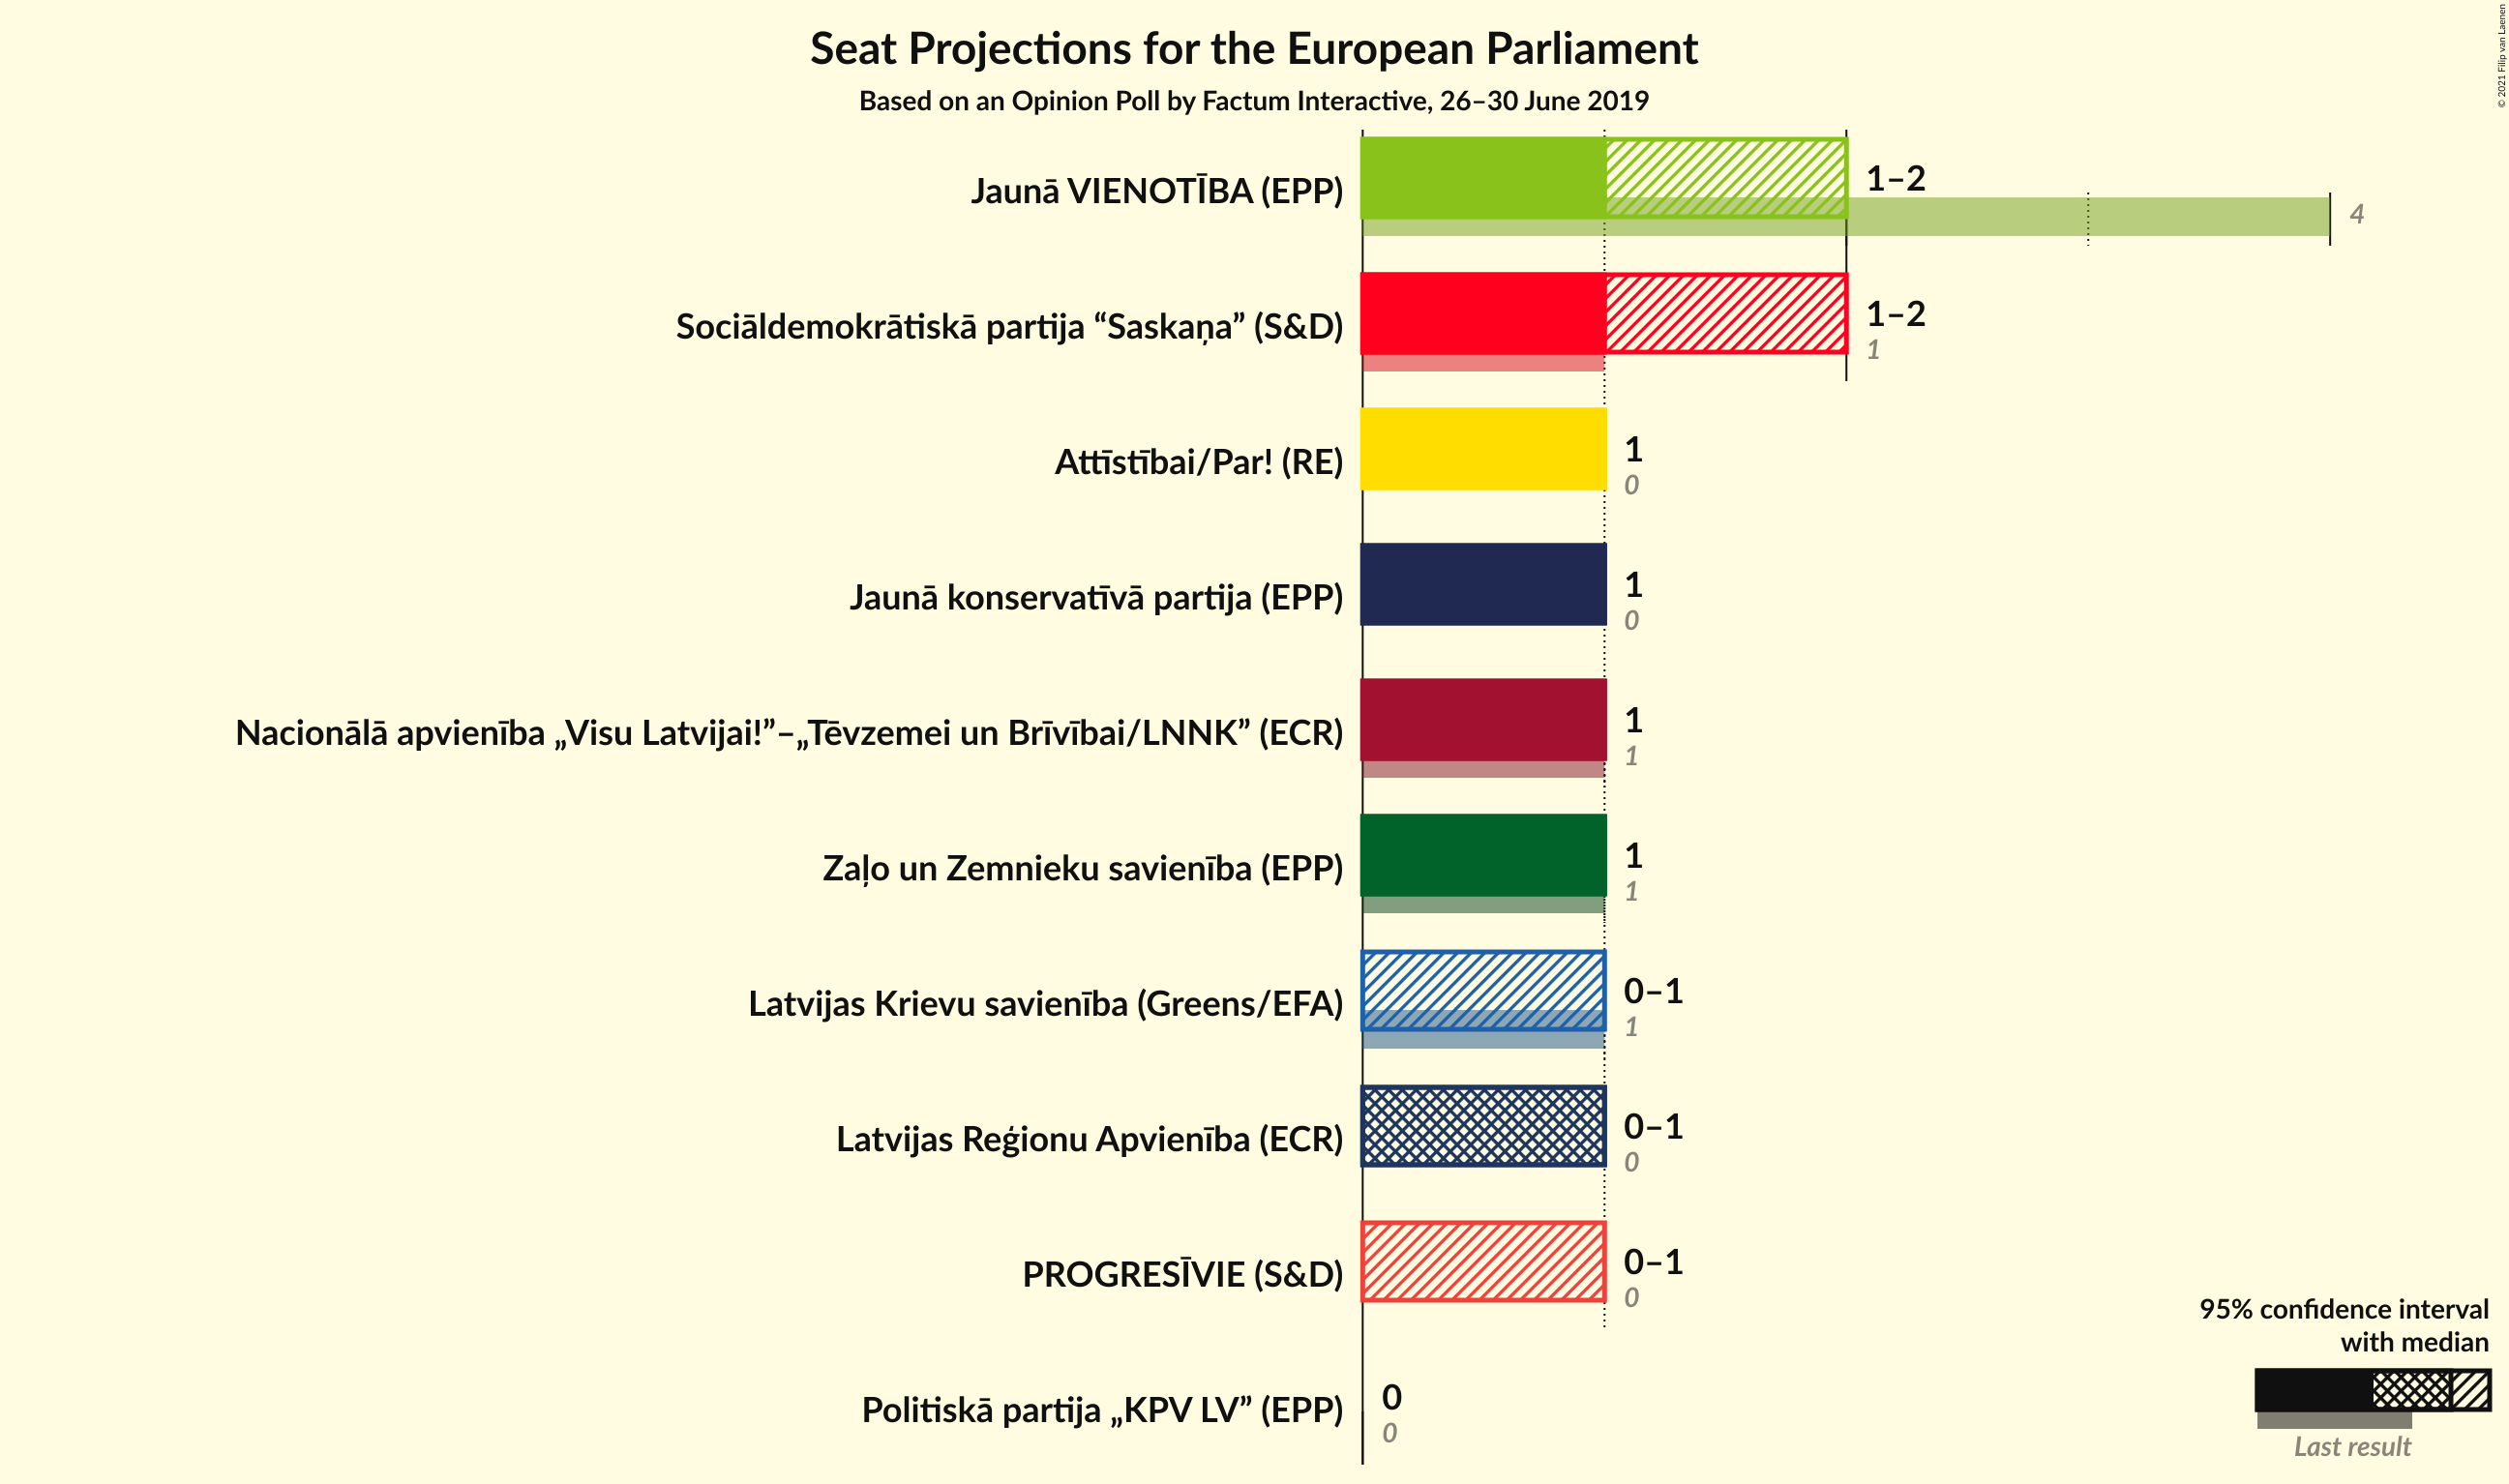 Seat Projections for the European Parliament
Based on an Opinion Poll by Factum Interactive, 26–30 June 2019
© 2021 Filip van Laenen
Jaunā VIENOTĪBA (EPP)
1–2
4
Sociāldemokrātiskā partija “Saskaņa” (S&D)
1–2
1
Attīstībai/Par! (RE)
1
0
Jaunā konservatīvā partija (EPP)
1
0
Nacionālā apvienība „Visu Latvijai!”–„Tēvzemei un Brīvībai/LNNK” (ECR)
1
1
Zaļo un Zemnieku savienība (EPP)
1
1
Latvijas Krievu savienība (Greens/EFA)
0–1
1
Latvijas Reģionu Apvienība (ECR)
0–1
0
PROGRESĪVIE (S&D)
0–1
0
Politiskā partija „KPV LV” (EPP)
0
0
95% confidence interval
with median
Last result